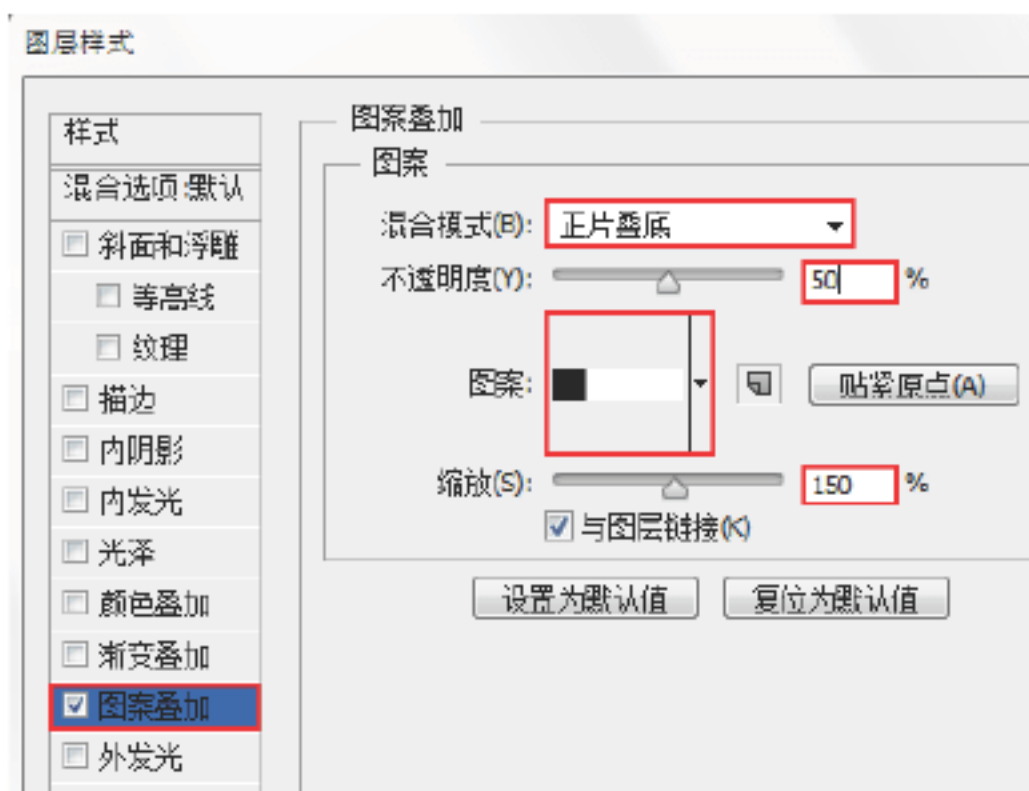 图层样式
样式
混合选项:默认
斜面和浮雕
等高线
纹理
描边
内阴影
内发光
光泽
颜色叠加
渐变叠加
图案叠加
外发光
图案叠加
图案
混合模式(B): 正片叠底
不透明度(Y): 50 %
图案: 贴紧原点(A)
缩放(S): 150 %
与图层链接(K)
设置为默认值 复位为默认值